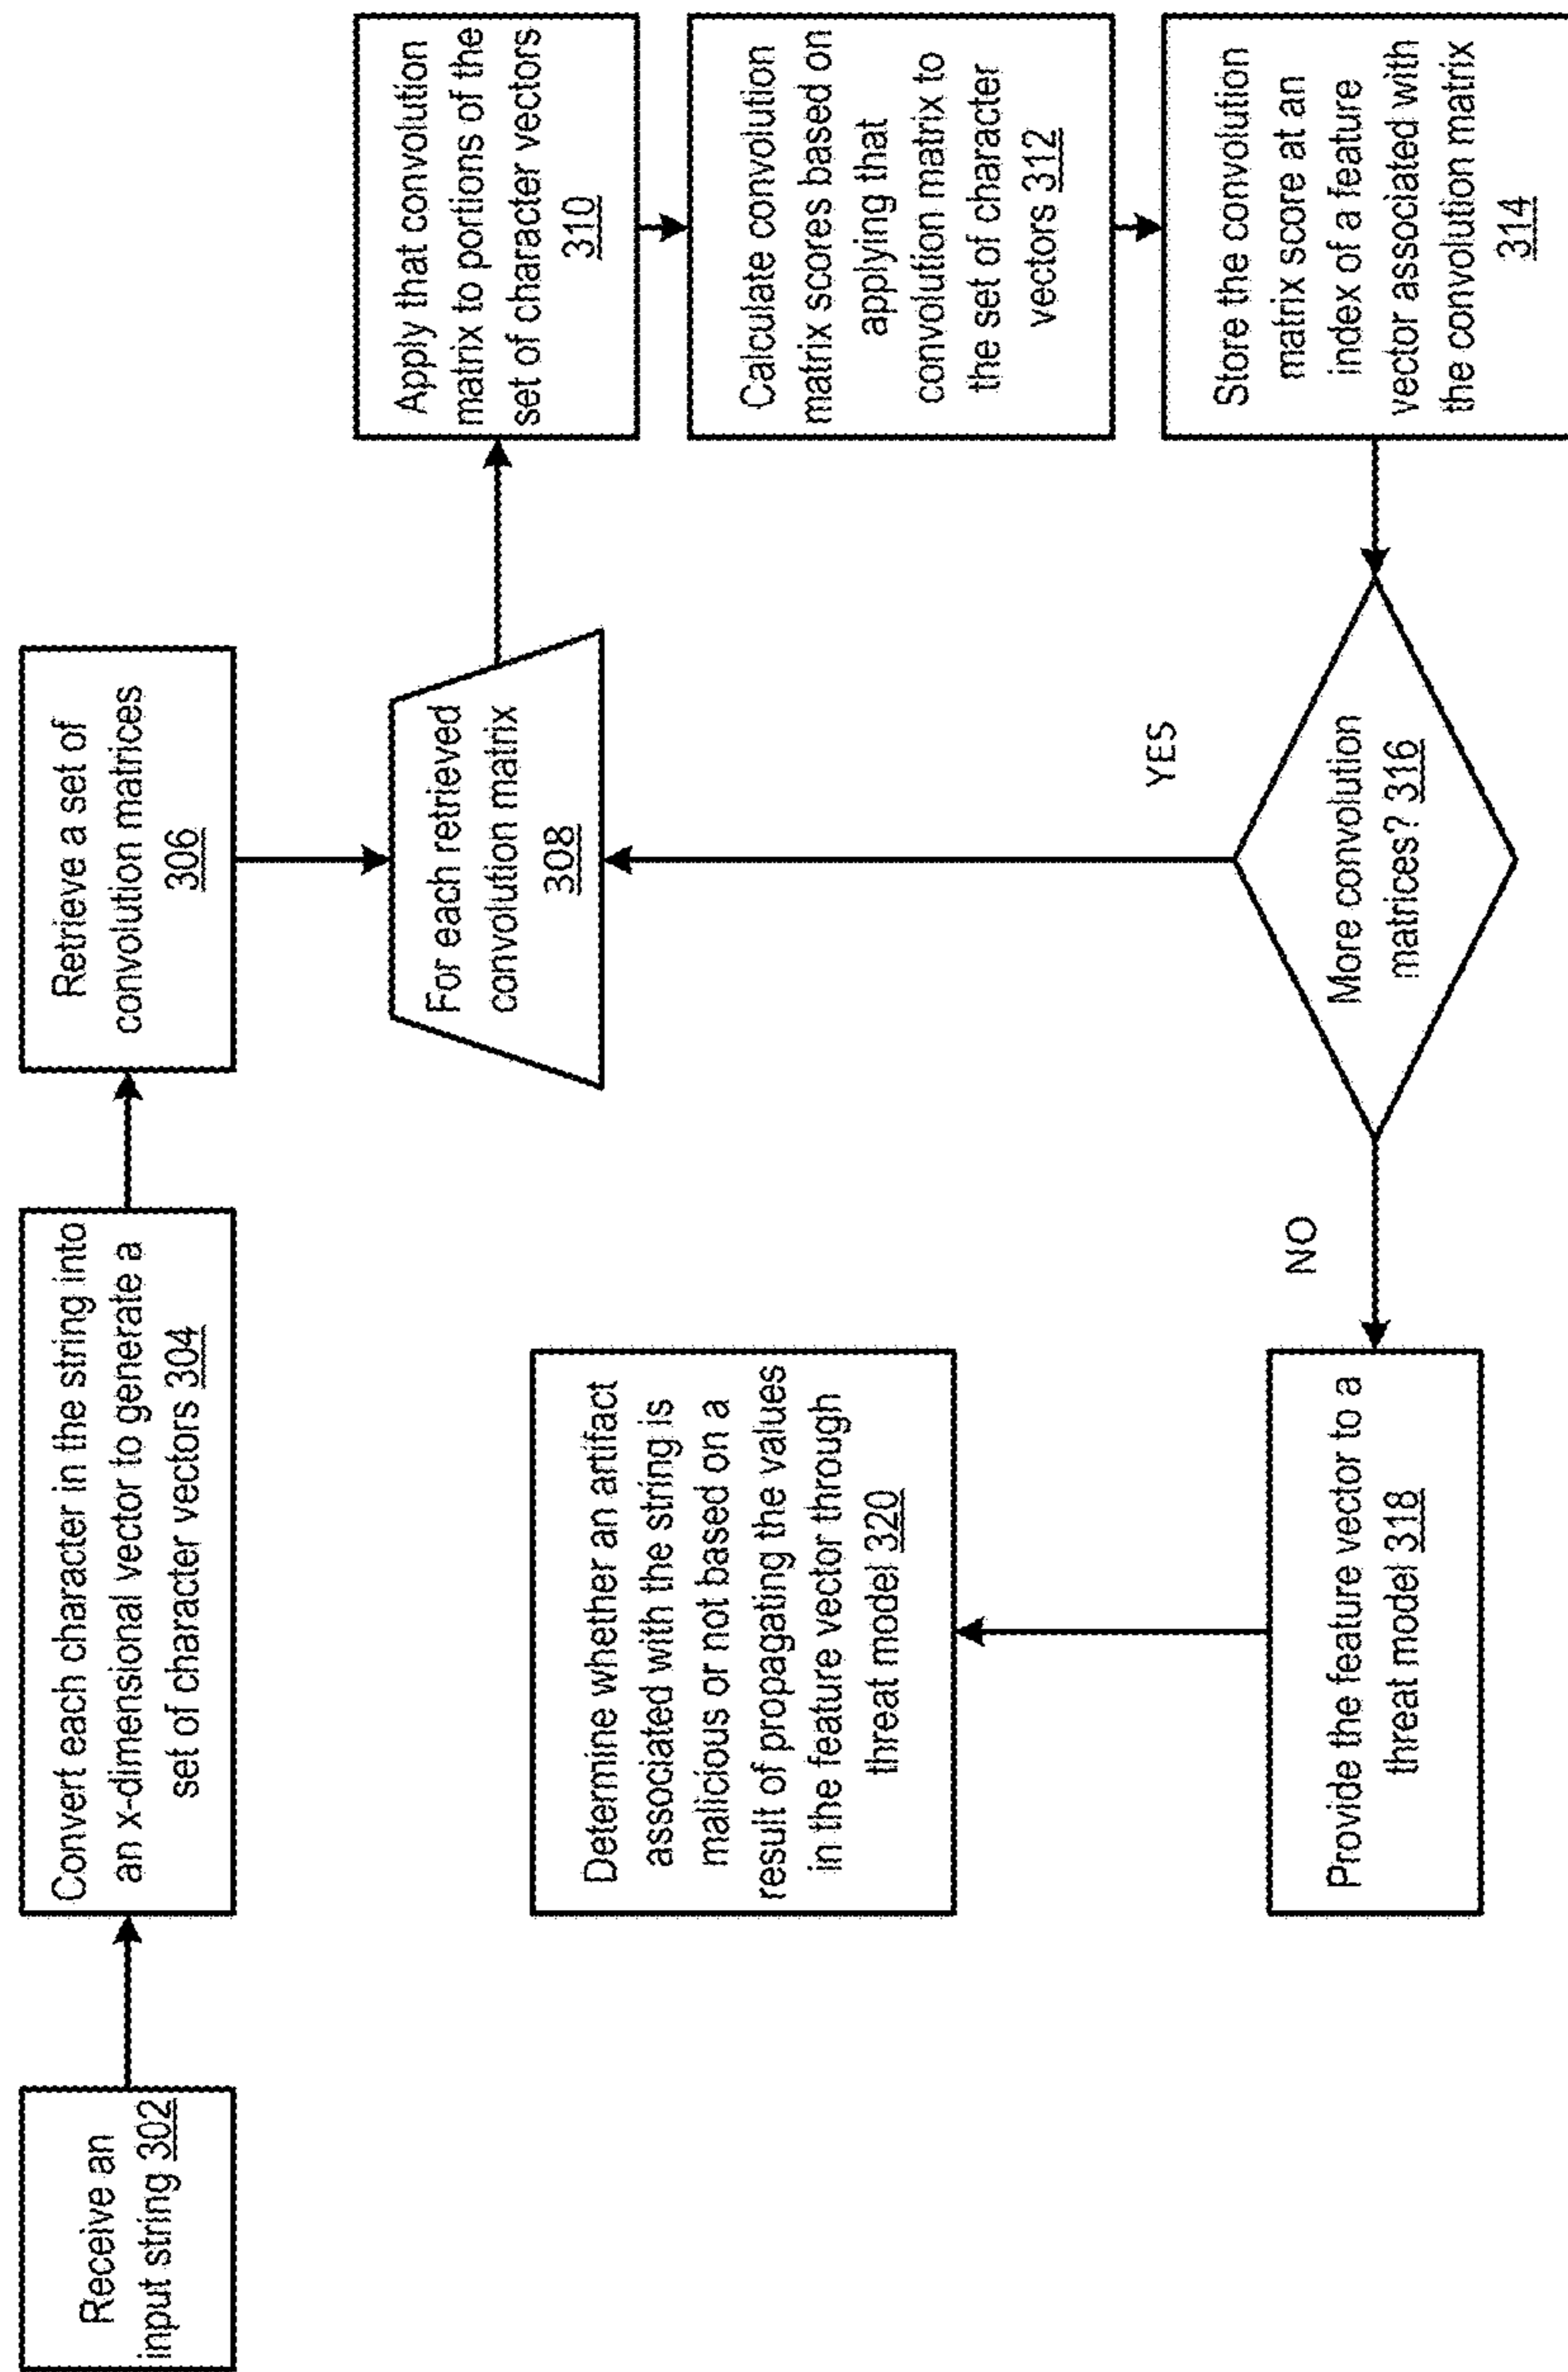 Receive an
input string 302
Convert each character in the string into
an x-dimensional vector to generate a
set of character vectors 304
Retrieve a set of
convolution matrices
306
For each retrieved
convolution matrix
308
Apply that convolution
matrix to portions of the
set of character vectors
310
Calculate convolution
matrix scores based on
applying that
convolution matrix to
the set of character
vectors 312
Store the convolution
matrix score at an
index of a feature
vector associated with
the convolution matrix
314
More convolution
matrices? 316
YES
NO
Provide the feature vector to a
threat model 318
Determine whether an artifact
associated with the string is
malicious or not based on a
result of propagating the values
in the feature vector through
threat model 320